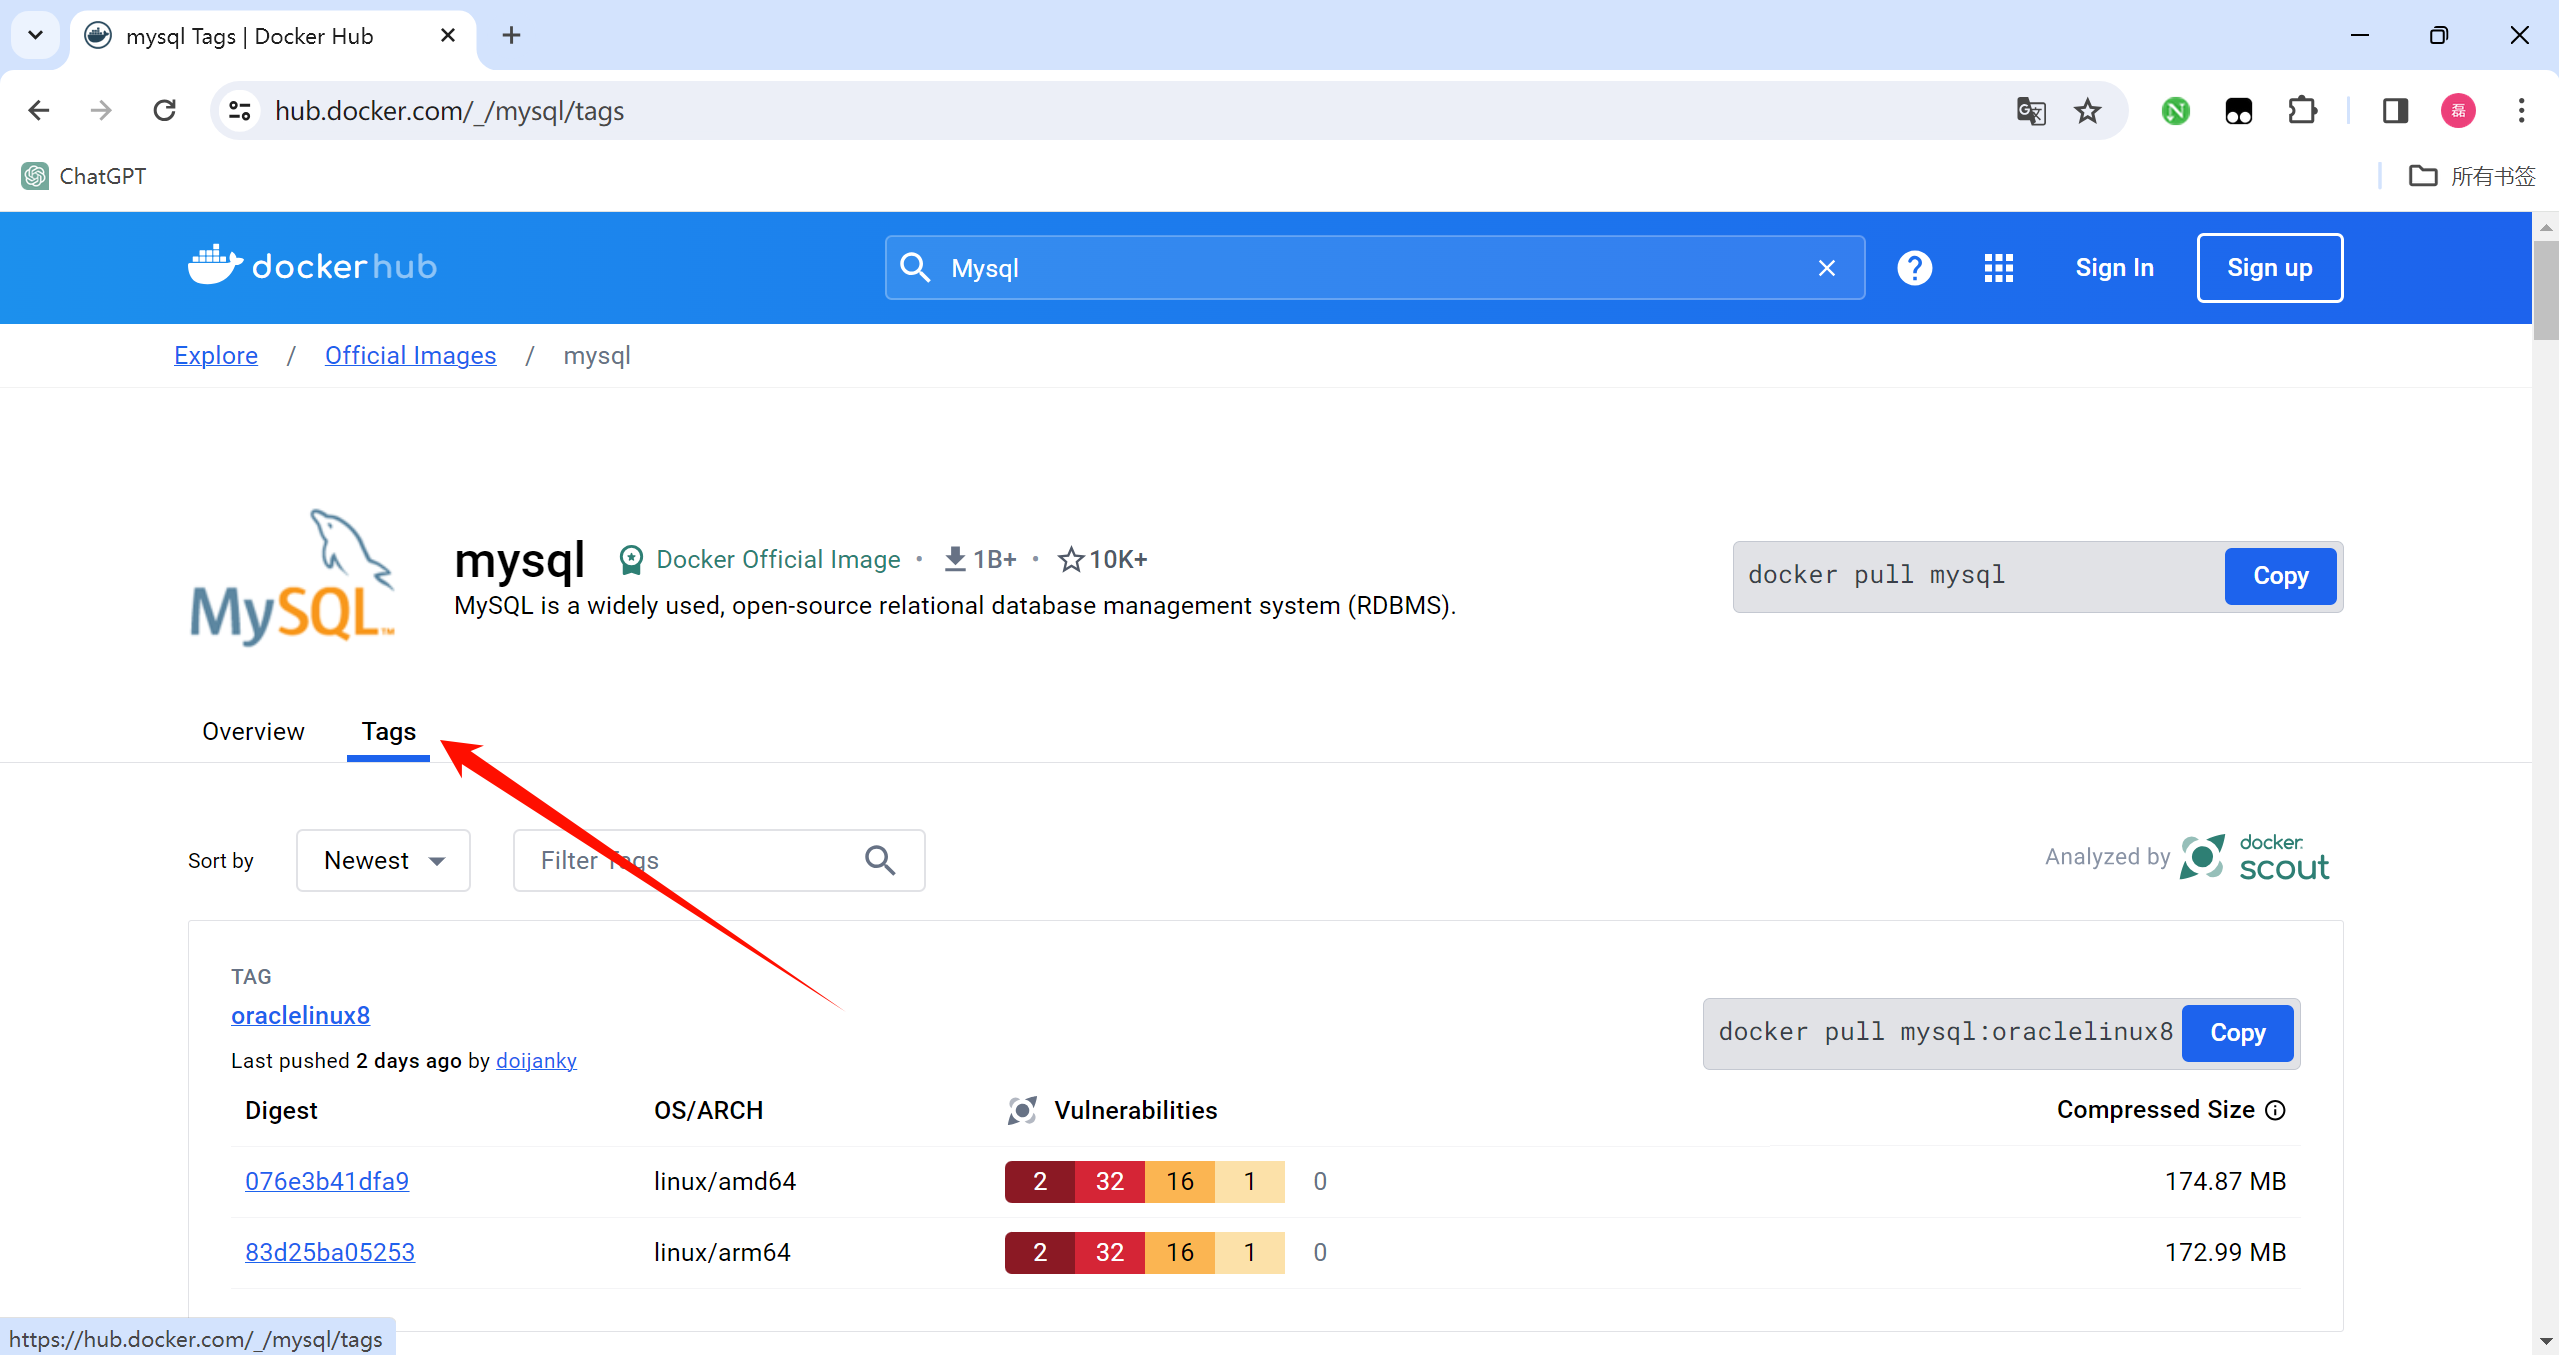 mysql Tags | Docker Hub
hub.docker.com/_/mysql/tags
磊
ChatGPT
所有书签
dockerhub
Mysql
Sign In
Sign up
Explore / Official Images / mysql
MySQL™
mysql
Docker Official Image • 1B+ • 10K+
MySQL is a widely used, open-source relational database management system (RDBMS).
docker pull mysql
Copy
Overview
Tags
Sort by
Newest
Filter Tags
Analyzed by docker scout
TAG
oraclelinux8
Last pushed 2 days ago by doijanky
docker pull mysql:oraclelinux8
Copy
Digest OS/ARCH Vulnerabilities Compressed Size
076e3b41dfa9 linux/amd64 2 32 16 1 0 174.87 MB
83d25ba05253 linux/arm64 2 32 16 1 0 172.99 MB
https://hub.docker.com/_/mysql/tags